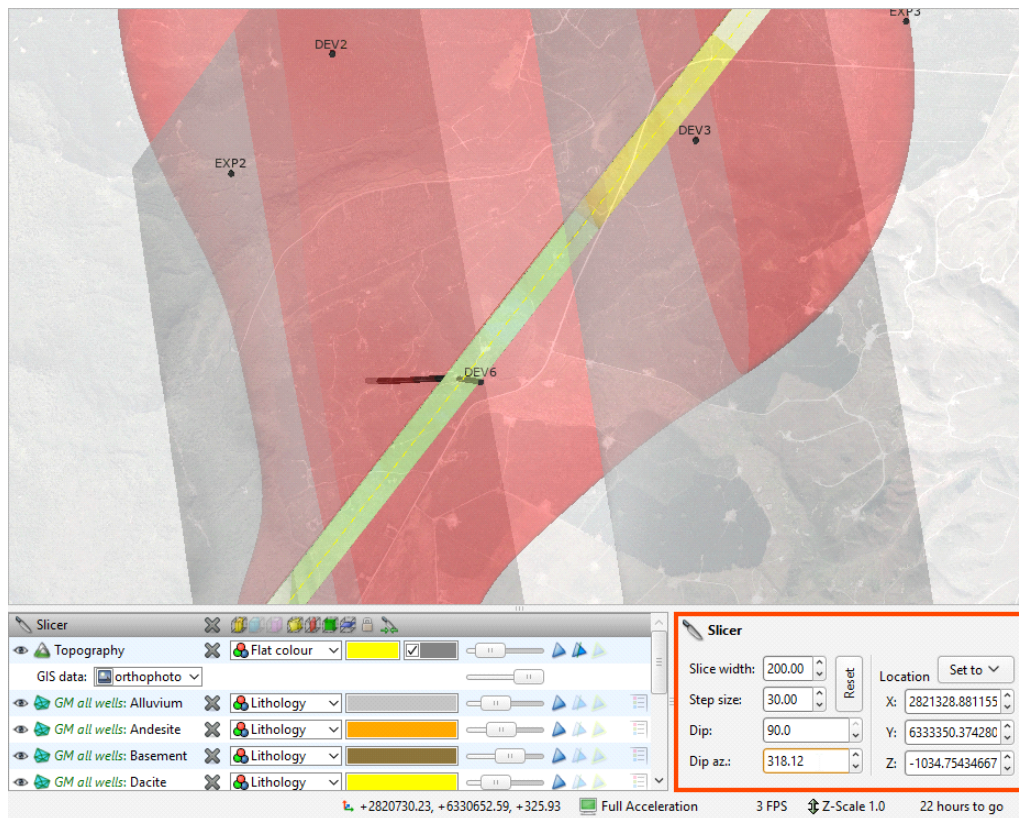 EXP3
DEV2
DEV3
EXP2
DEV6
Slicer
Topography Flat colour
GIS data: orthophoto
GM all wells: Alluvium Lithology
GM all wells: Andesite Lithology
GM all wells: Basement Lithology
GM all wells: Dacite Lithology
Slicer
Slice width: 200.00
Step size: 30.00
Dip: 90.0
Dip az.: 318.12
Reset
Location Set to
X: 2821328.881155
Y: 6333350.374280
Z: -1034.75434667
+2820730.23, +6330652.59, +325.93 Full Acceleration 3 FPS Z-Scale 1.0 22 hours to go